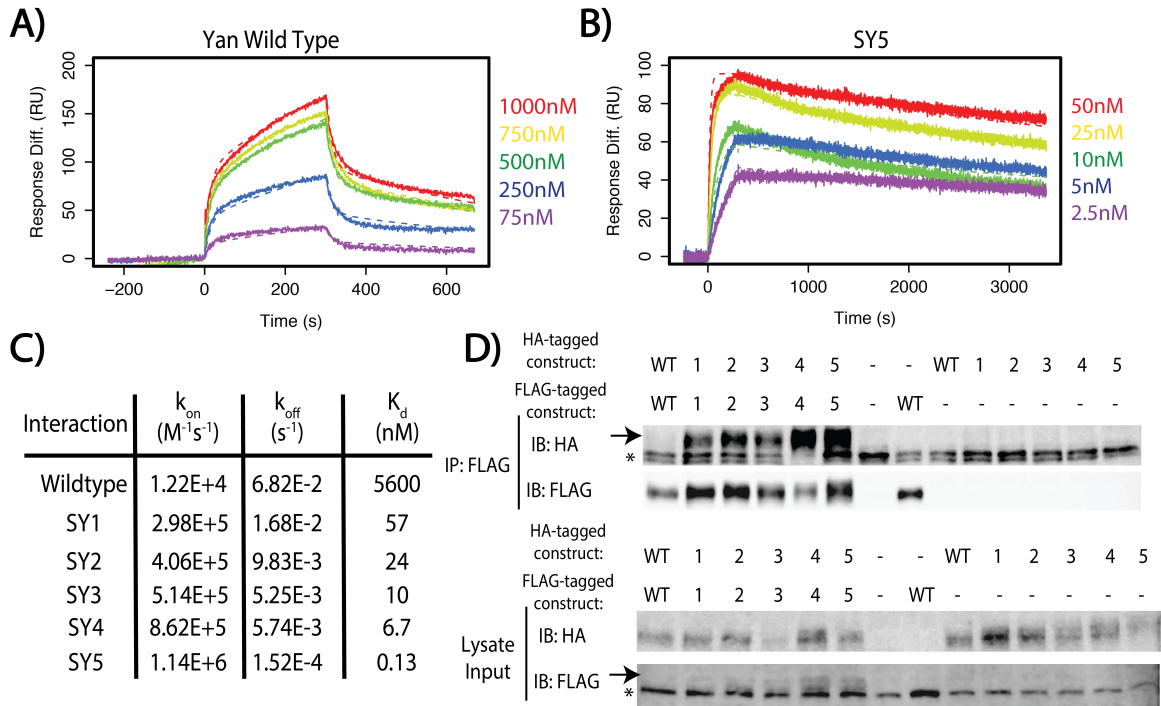 A)
Yan Wild Type
Response Diff. (RU)
200
150
100
50
0
−200
0
200
400
600
Time (s)
1000nM
750nM
500nM
250nM
75nM
B)
SY5
Response Diff. (RU)
100
80
60
40
20
0
0
1000
2000
3000
Time (s)
50nM
25nM
10nM
5nM
2.5nM
C)
Interaction kon (M-1s-1) koff (s-1) Kd (nM)
Wildtype 1.22E+4 6.82E-2 5600
SY1 2.98E+5 1.68E-2 57
SY2 4.06E+5 9.83E-3 24
SY3 5.14E+5 5.25E-3 10
SY4 8.62E+5 5.74E-3 6.7
SY5 1.14E+6 1.52E-4 0.13
D)
HA-tagged
construct: WT 1 2 3 4 5 - - WT 1 2 3 4 5
FLAG-tagged
construct: WT 1 2 3 4 5 - WT - - - - - -
IP: FLAG
IB: HA
*
IB: FLAG
HA-tagged
construct: WT 1 2 3 4 5 - - WT 1 2 3 4 5
FLAG-tagged
construct: WT 1 2 3 4 5 - WT - - - - - -
Lysate
Input
IB: HA
IB: FLAG
*